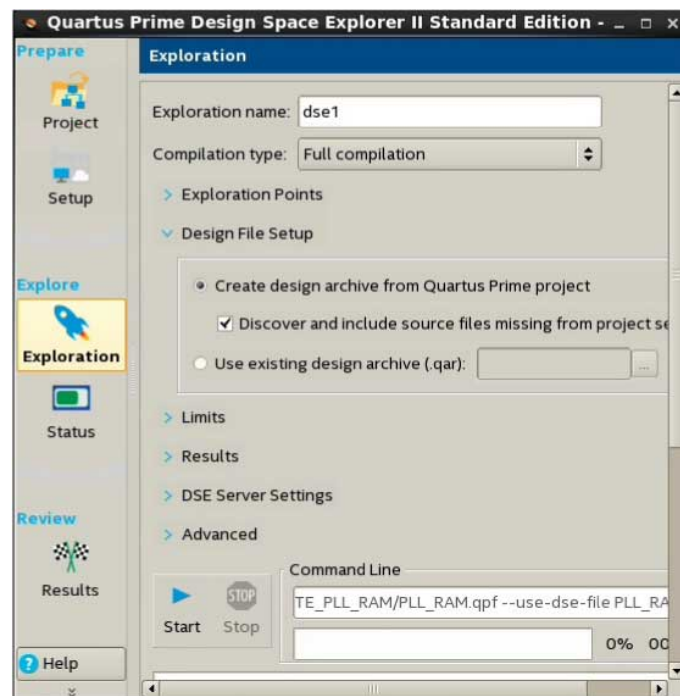 Quartus Prime Design Space Explorer II Standard Edition -
Prepare
Project
Setup
Explore
Exploration
Status
Review
Results
Help
Exploration
Exploration name: dse1
Compilation type: Full compilation
Exploration Points
Design File Setup
Create design archive from Quartus Prime project
Discover and include source files missing from project se
Use existing design archive (.qar): ...
Limits
Results
DSE Server Settings
Advanced
Start
STOP
Stop
Command Line
TE_PLL_RAM/PLL_RAM.qpf --use-dse-file PLL_RA
0% 00